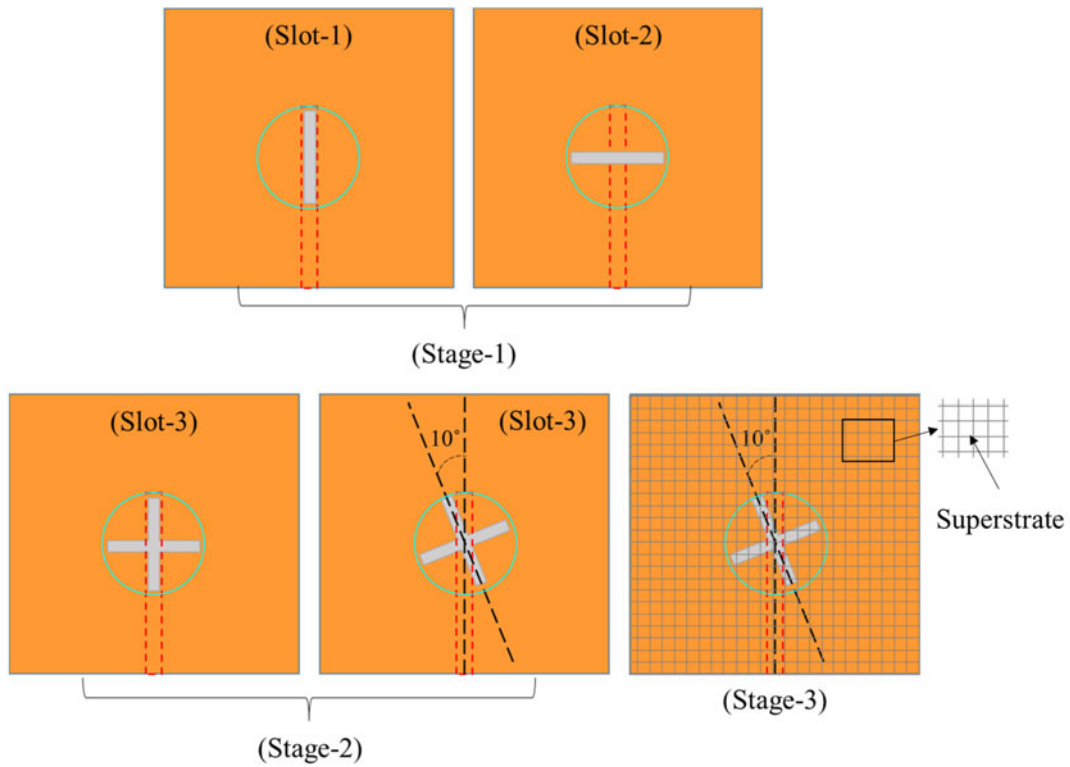 (Slot-1)
(Slot-2)
(Stage-1)
(Slot-3)
(Slot-3)
10°
10°
Superstrate
(Stage-2)
(Stage-3)